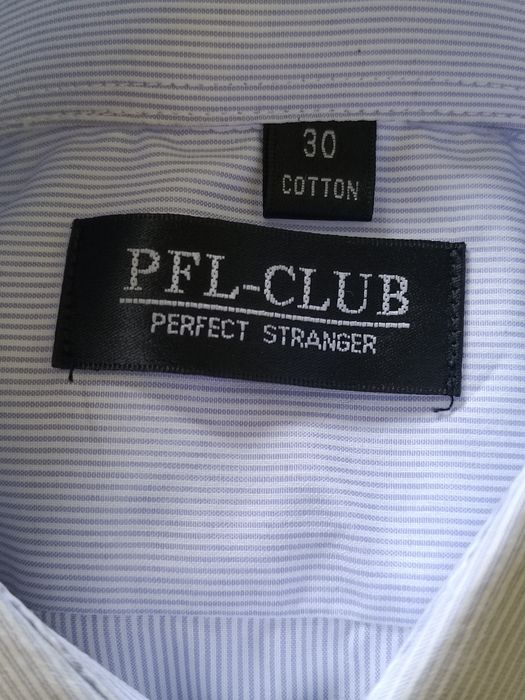 30
COTTON
PFL-CLUB
PERFECT STRANGER